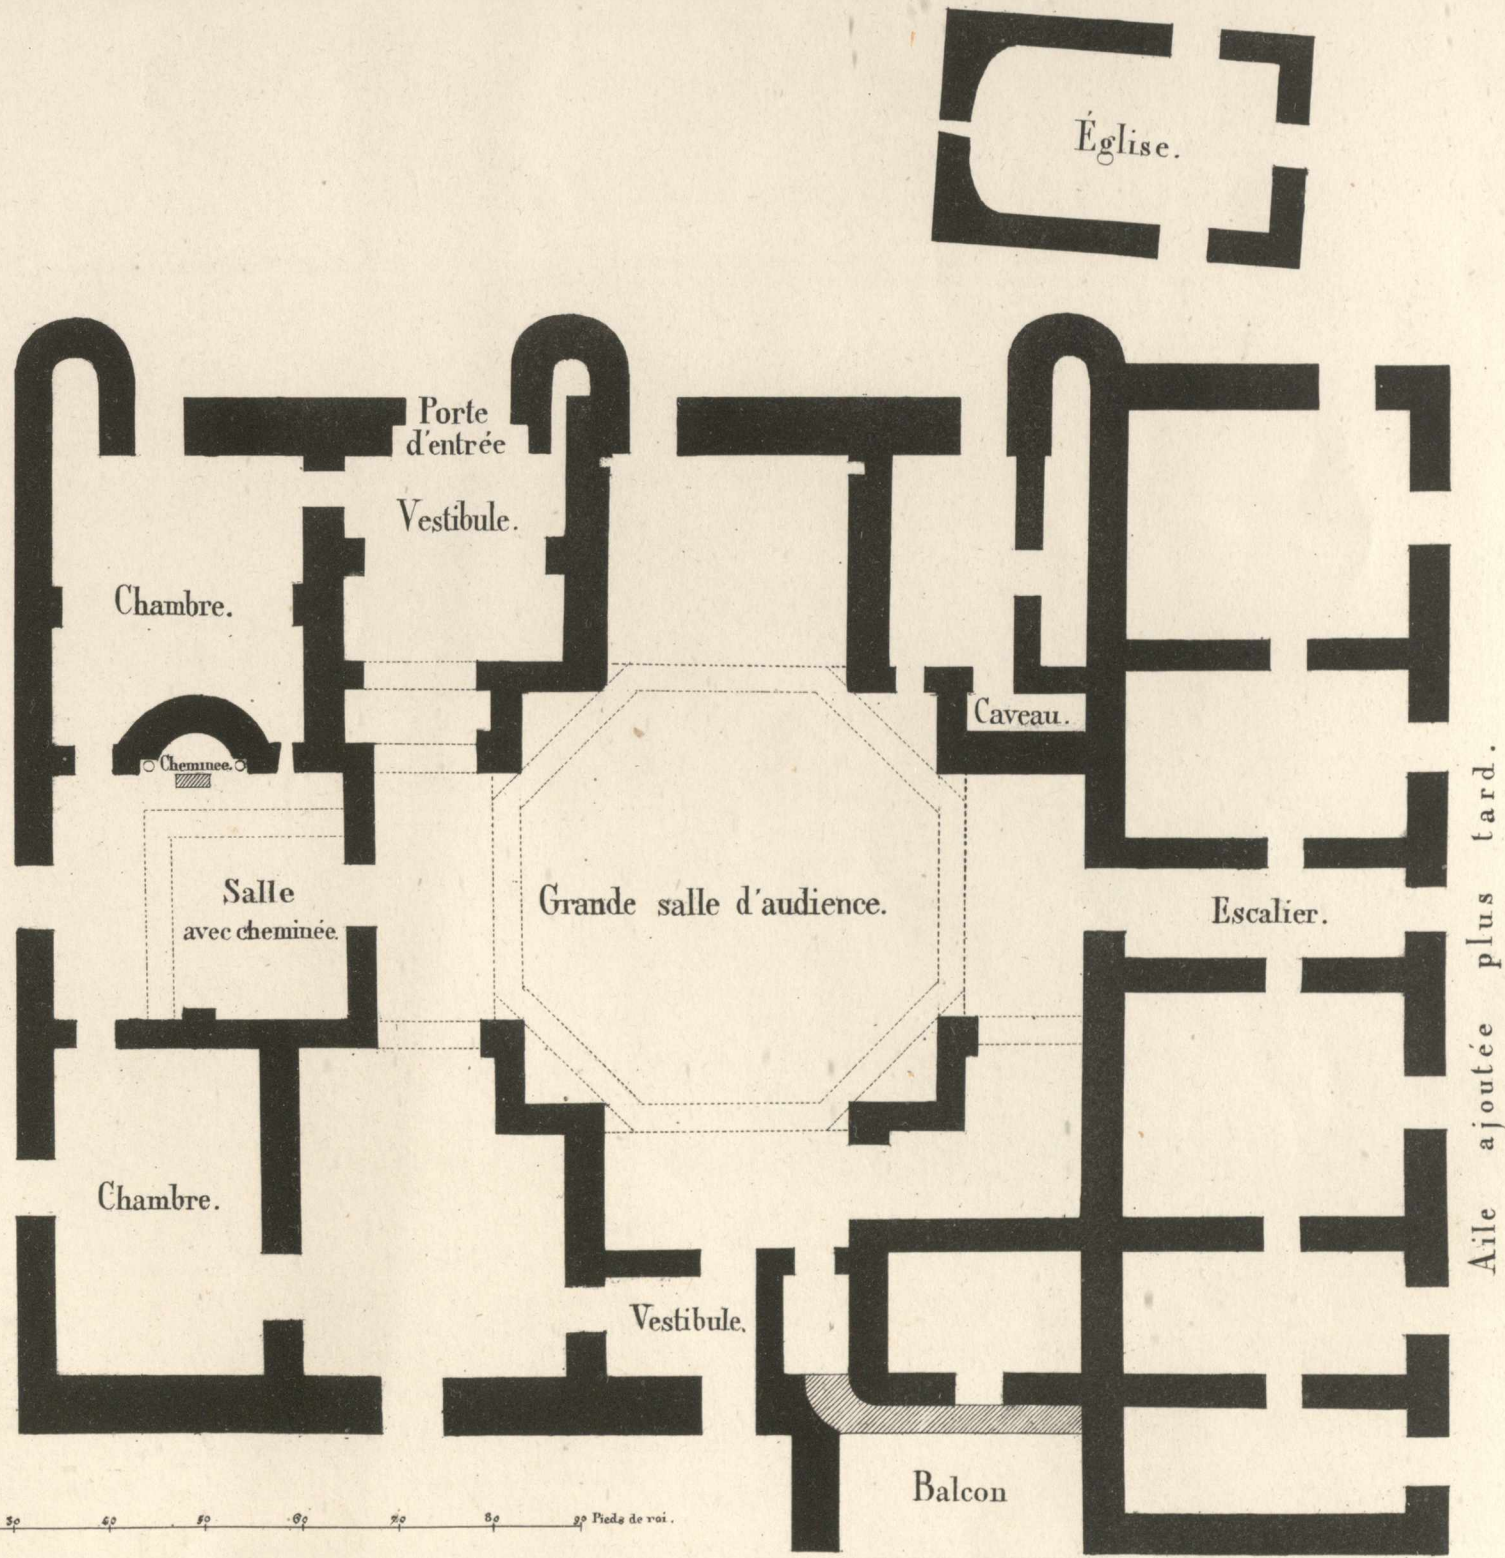 Église.
Porte
d'entrée
Vestibule.
Chambre.
Caveau.
Cheminee.
Salle
avec cheminée.
Grande salle d'audience.
Escalier.
Aile ajoutée plus tard.
Chambre.
Vestibule.
Balcon
30 40 50 60 70 80 90 Pieds de roi.